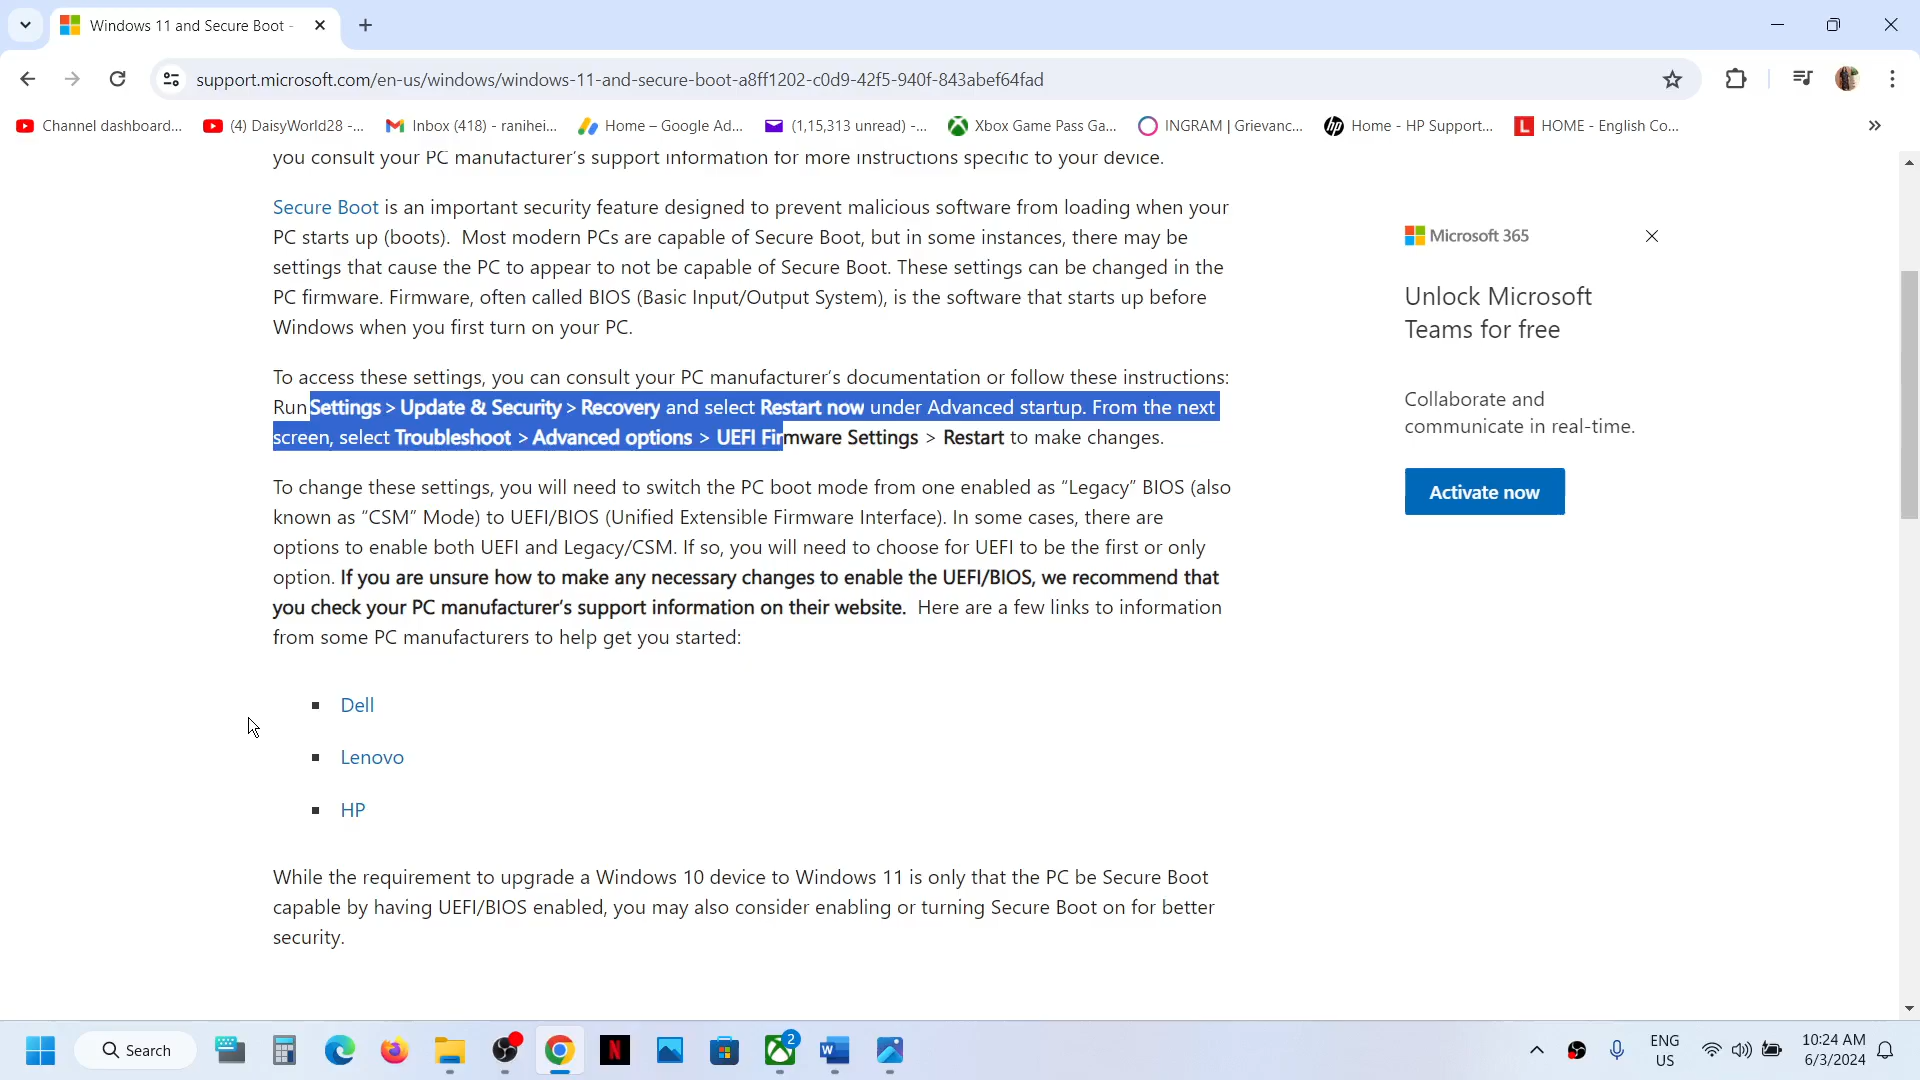 Windows 11 and Secure Boot -
support.microsoft.com/en-us/windows/windows-11-and-secure-boot-a8ff1202-c0d9-42f5-940f-843abef64fad
Channel dashboard...
(4) DaisyWorld28 -...
Inbox (418) - ranihei...
Home – Google Ad...
(1,15,313 unread) -...
Xbox Game Pass Ga...
INGRAM | Grievanc...
Home - HP Support...
HOME - English Co...
you consult your PC manufacturer's support information for more instructions specific to your device.
Secure Boot is an important security feature designed to prevent malicious software from loading when your
PC starts up (boots).  Most modern PCs are capable of Secure Boot, but in some instances, there may be
settings that cause the PC to appear to not be capable of Secure Boot. These settings can be changed in the
PC firmware. Firmware, often called BIOS (Basic Input/Output System), is the software that starts up before
Windows when you first turn on your PC.
To access these settings, you can consult your PC manufacturer's documentation or follow these instructions:
Run Settings > Update & Security > Recovery and select Restart now under Advanced startup. From the next
screen, select Troubleshoot > Advanced options > UEFI Firmware Settings > Restart to make changes.
To change these settings, you will need to switch the PC boot mode from one enabled as “Legacy” BIOS (also
known as “CSM” Mode) to UEFI/BIOS (Unified Extensible Firmware Interface). In some cases, there are
options to enable both UEFI and Legacy/CSM. If so, you will need to choose for UEFI to be the first or only
option. If you are unsure how to make any necessary changes to enable the UEFI/BIOS, we recommend that
you check your PC manufacturer's support information on their website.  Here are a few links to information
from some PC manufacturers to help get you started:
Dell
Lenovo
HP
While the requirement to upgrade a Windows 10 device to Windows 11 is only that the PC be Secure Boot
capable by having UEFI/BIOS enabled, you may also consider enabling or turning Secure Boot on for better
security.
Microsoft 365
Unlock Microsoft
Teams for free
Collaborate and
communicate in real-time.
Activate now
Search
2
ENG
US
10:24 AM
6/3/2024